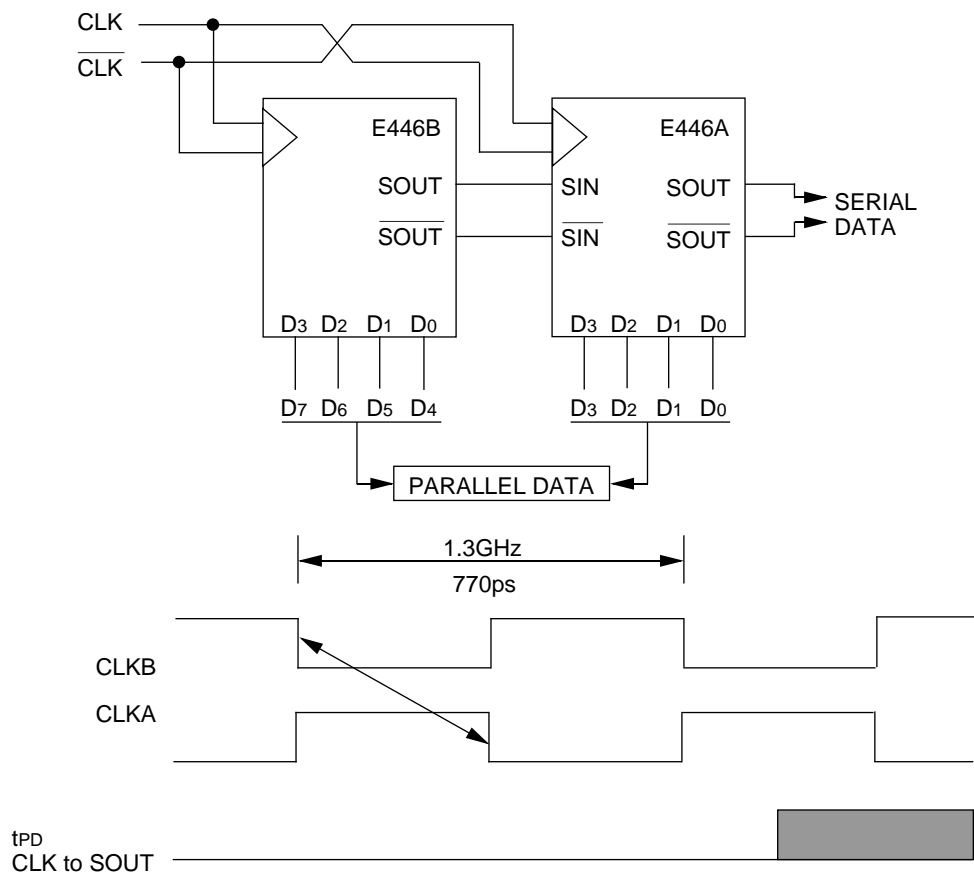 CLK
CLK
E446B
E446A
SOUT
SIN
SOUT
SERIAL
DATA
SOUT
SIN
SOUT
D3 D2 D1 D0
D3 D2 D1 D0
D7 D6 D5 D4
D3 D2 D1 D0
PARALLEL DATA
1.3GHz
770ps
CLKB
CLKA
tPD
CLK to SOUT